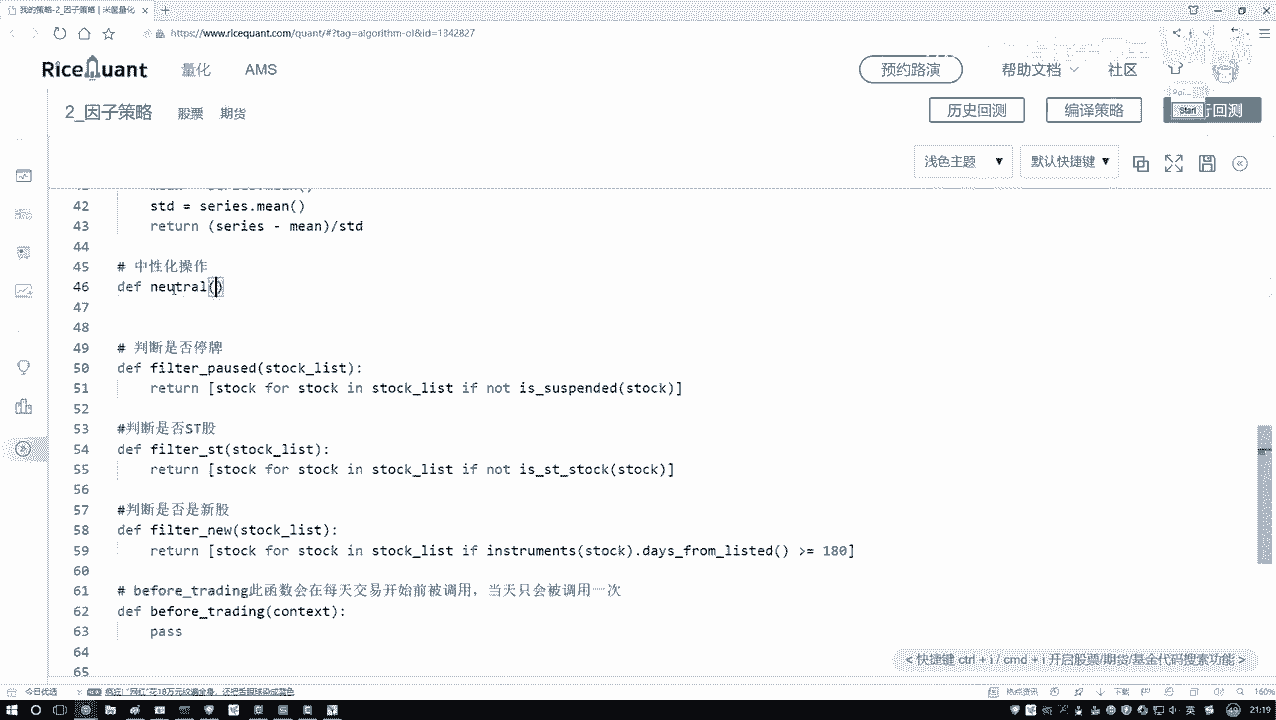 我的策略-2_因子策略 | 米筐量化
https://www.ricequant.com/quant/#?tag=algorithm-ol&id=1842827
RiceQuant 量化 AMS 预约路演 帮助文档 社区
2_因子策略 股票 期货 历史回测 编译策略 回测
Start
浅色主题 默认快捷键
42 std = series.mean()
43 return (series - mean)/std
44
45 # 中性化操作
46 def neutral()
47
48
49 # 判断是否停牌
50 def filter_paused(stock_list):
51 return [stock for stock in stock_list if not is_suspended(stock)]
52
53 #判断是否ST股
54 def filter_st(stock_list):
55 return [stock for stock in stock_list if not is_st_stock(stock)]
56
57 #判断是否是新股
58 def filter_new(stock_list):
59 return [stock for stock in stock_list if instruments(stock).days_from_listed() >= 180]
60
61 # before_trading此函数会在每天交易开始前被调用，当天只会被调用一次
62 def before_trading(context):
63 pass
64
65
< 快捷键 ctrl + i / cmd + i 开启股票/期货/基金代码搜索功能 >
今日优选
热点资讯 下载 160%
英 21:19